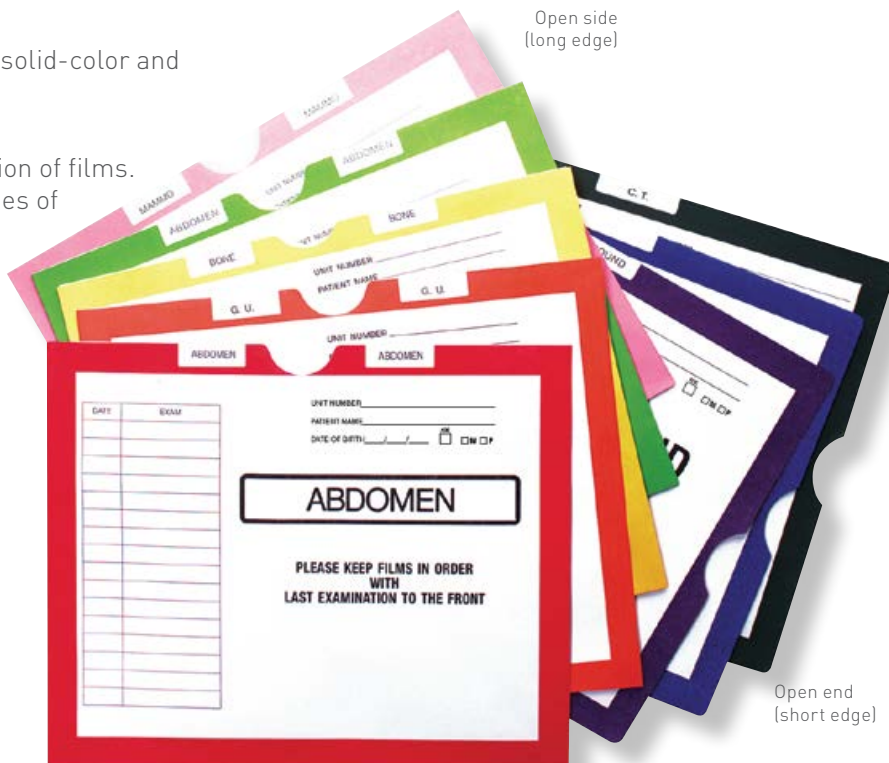 Open side
(long edge)
solid-color and
ion of films.
es of
MAMMO MAMMO
ABDOMEN UNIT NAME ABDOMEN
BONE BONE
UNIT NUMBER
PATIENT NAME
G. U. G. U.
UNIT NUMBER
C. T.
OUND
M F
ABDOMEN ABDOMEN
DATE EXAM
UNIT NUMBER
PATIENT NAME
DATE OF BIRTH / / M F
ABDOMEN
PLEASE KEEP FILMS IN ORDER
WITH
LAST EXAMINATION TO THE FRONT
Open end
(short edge)